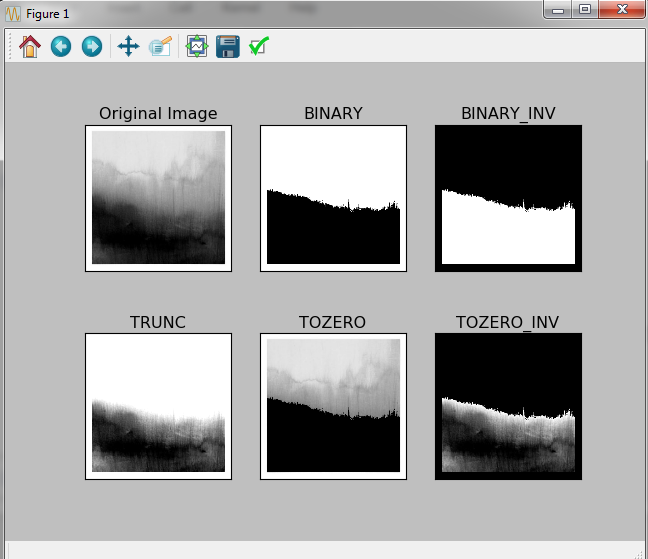 Figure 1
Original Image
BINARY
BINARY_INV
TRUNC
TOZERO
TOZERO_INV